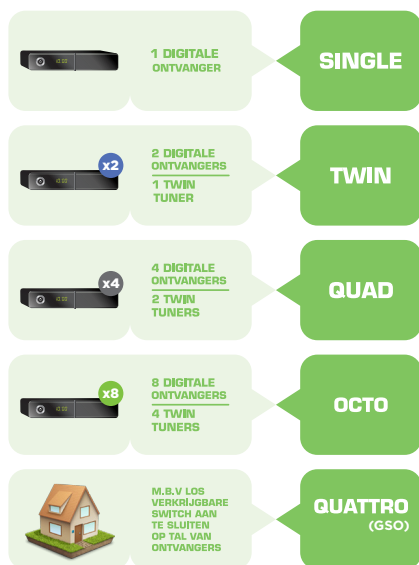 1 DIGITALE
ONTVANGER
SINGLE
x2
2 DIGITALE
ONTVANGERS
1 TWIN
TUNER
TWIN
x4
4 DIGITALE
ONTVANGERS
2 TWIN
TUNERS
QUAD
x8
8 DIGITALE
ONTVANGERS
4 TWIN
TUNERS
OCTO
M.B.V LOS
VERKRIJGBARE
SWITCH AAN
TE SLUITEN
OP TAL VAN
ONTVANGERS
QUATTRO
(GSO)